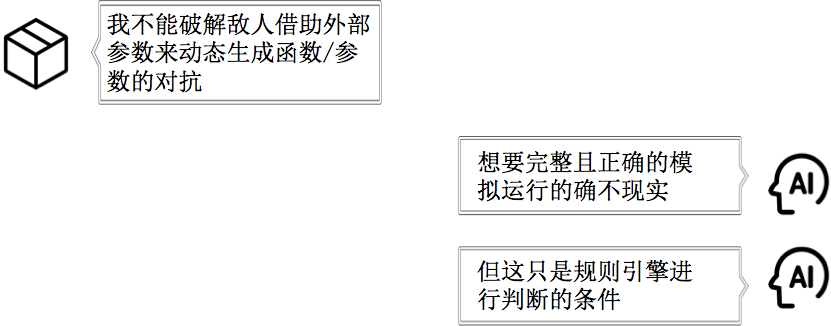 我不能破解敌人借助外部
参数来动态生成函数/参
数的对抗
想要完整且正确的模
拟运行的确不现实
AI
但这只是规则引擎进
行判断的条件
AI